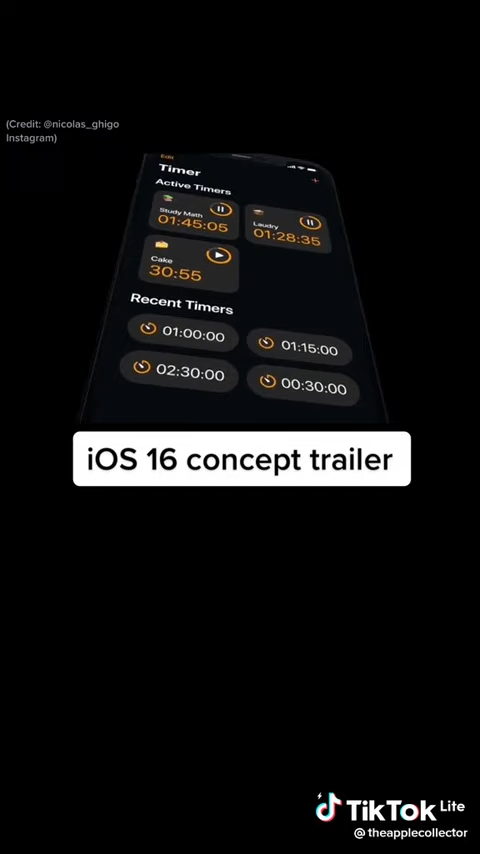 (Credit: @nicolas_ghigo
Instagram)
Edit
Timer
Active Timers
Study Math
01:45:05
Laudry
01:28:35
Cake
30:55
Recent Timers
01:00:00
01:15:00
02:30:00
00:30:00
iOS 16 concept trailer
TikTok Lite
@theapplecollector